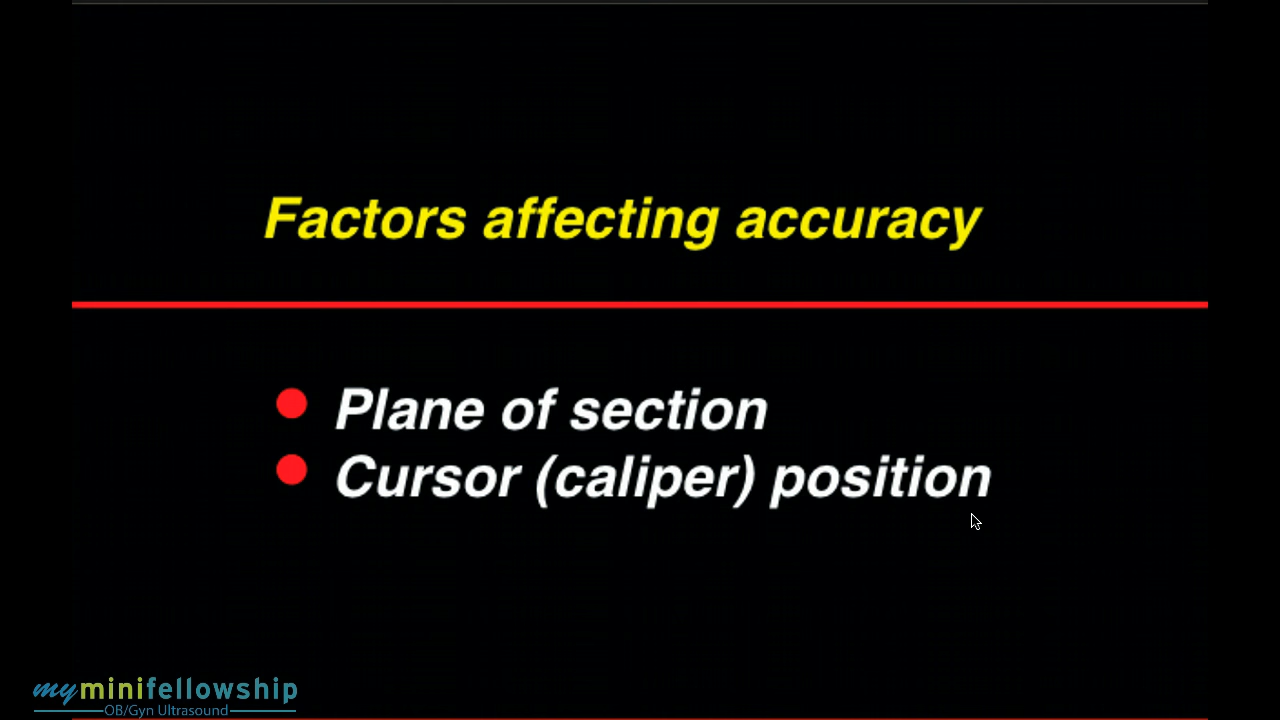 Factors affecting accuracy
Plane of section
Cursor (caliper) position
myminifellowship
OB/Gyn Ultrasound